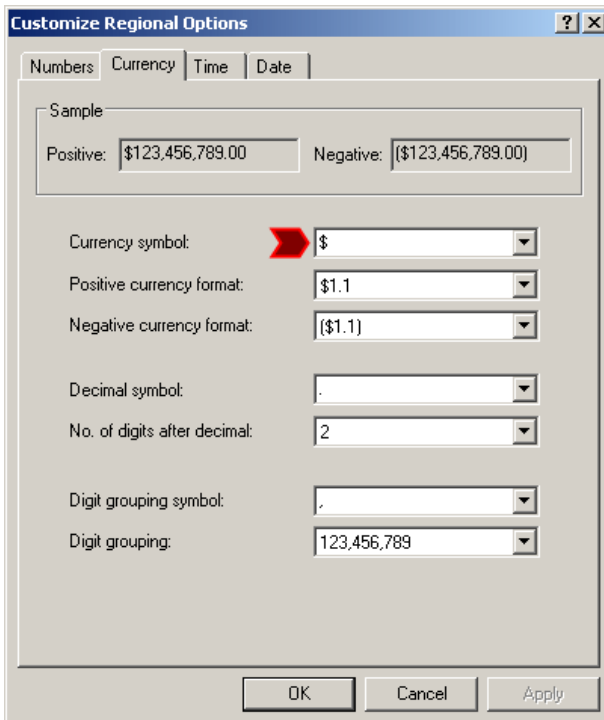 Customize Regional Options
Numbers Currency Time Date
Sample
Positive: $123,456,789.00 Negative: ($123,456,789.00)
Currency symbol: $
Positive currency format: $1.1
Negative currency format: ($1.1)
Decimal symbol: .
No. of digits after decimal: 2
Digit grouping symbol: ,
Digit grouping: 123,456,789
OK Cancel Apply